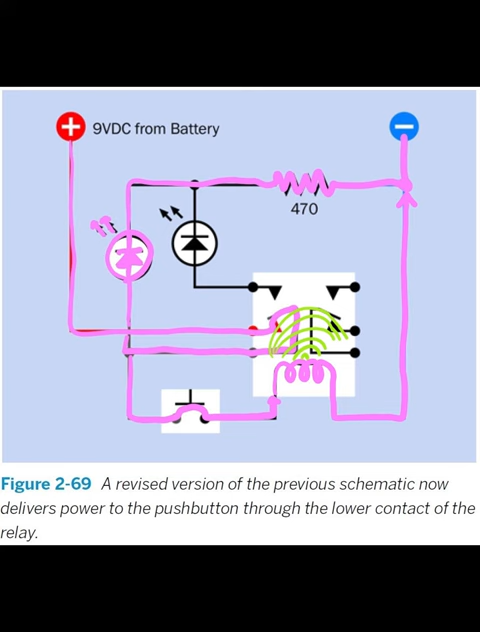 9VDC from Battery
470
Figure 2-69 A revised version of the previous schematic now
delivers power to the pushbutton through the lower contact of the
relay.